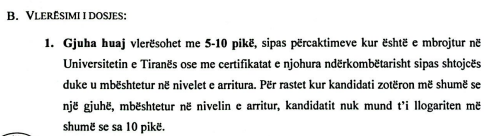 B. VLERËSIMI I DOSJES:
1. Gjuha huaj vlerësohet me 5-10 pikë, sipas përcaktimeve kur është e mbrojtur në
Universitetin e Tiranës ose me certifikatat e njohura ndërkombëtarisht sipas shtojcës
duke u mbështetur në nivelet e arritura. Për rastet kur kandidati zotëron më shumë se
një gjuhë, mbështetur në nivelin e arritur, kandidatit nuk mund t'i llogariten më
shumë se sa 10 pikë.